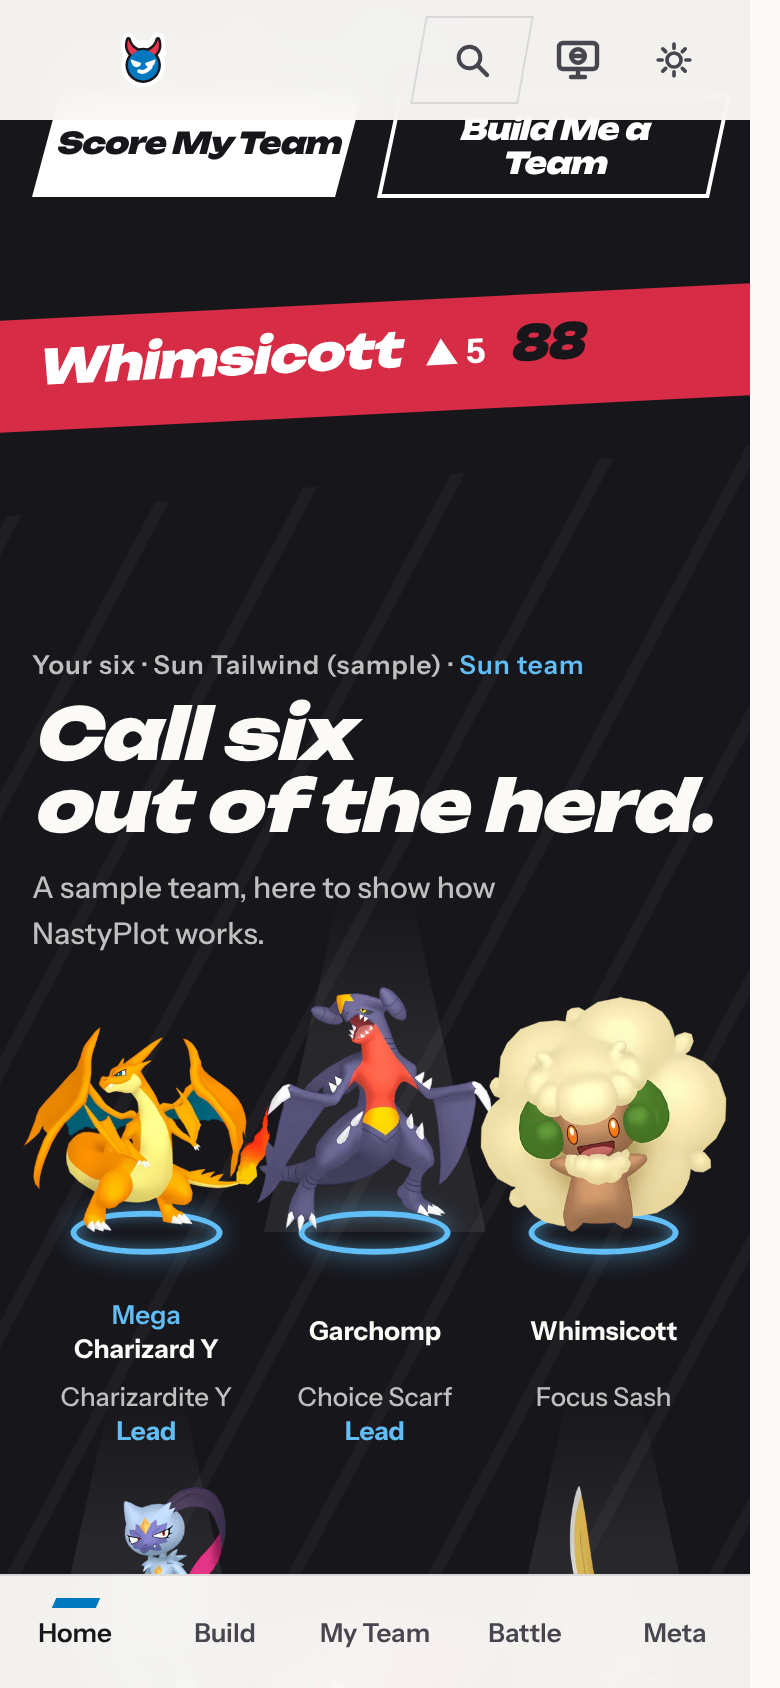 Score My Team
Build Me a
Team
Whimsicott ▲ 5 88
Your six · Sun Tailwind (sample) · Sun team
Call six
out of the herd.
A sample team, here to show how
NastyPlot works.
Mega
Charizard Y
Garchomp
Whimsicott
Charizardite Y
Lead
Choice Scarf
Lead
Focus Sash
Home
Build
My Team
Battle
Meta